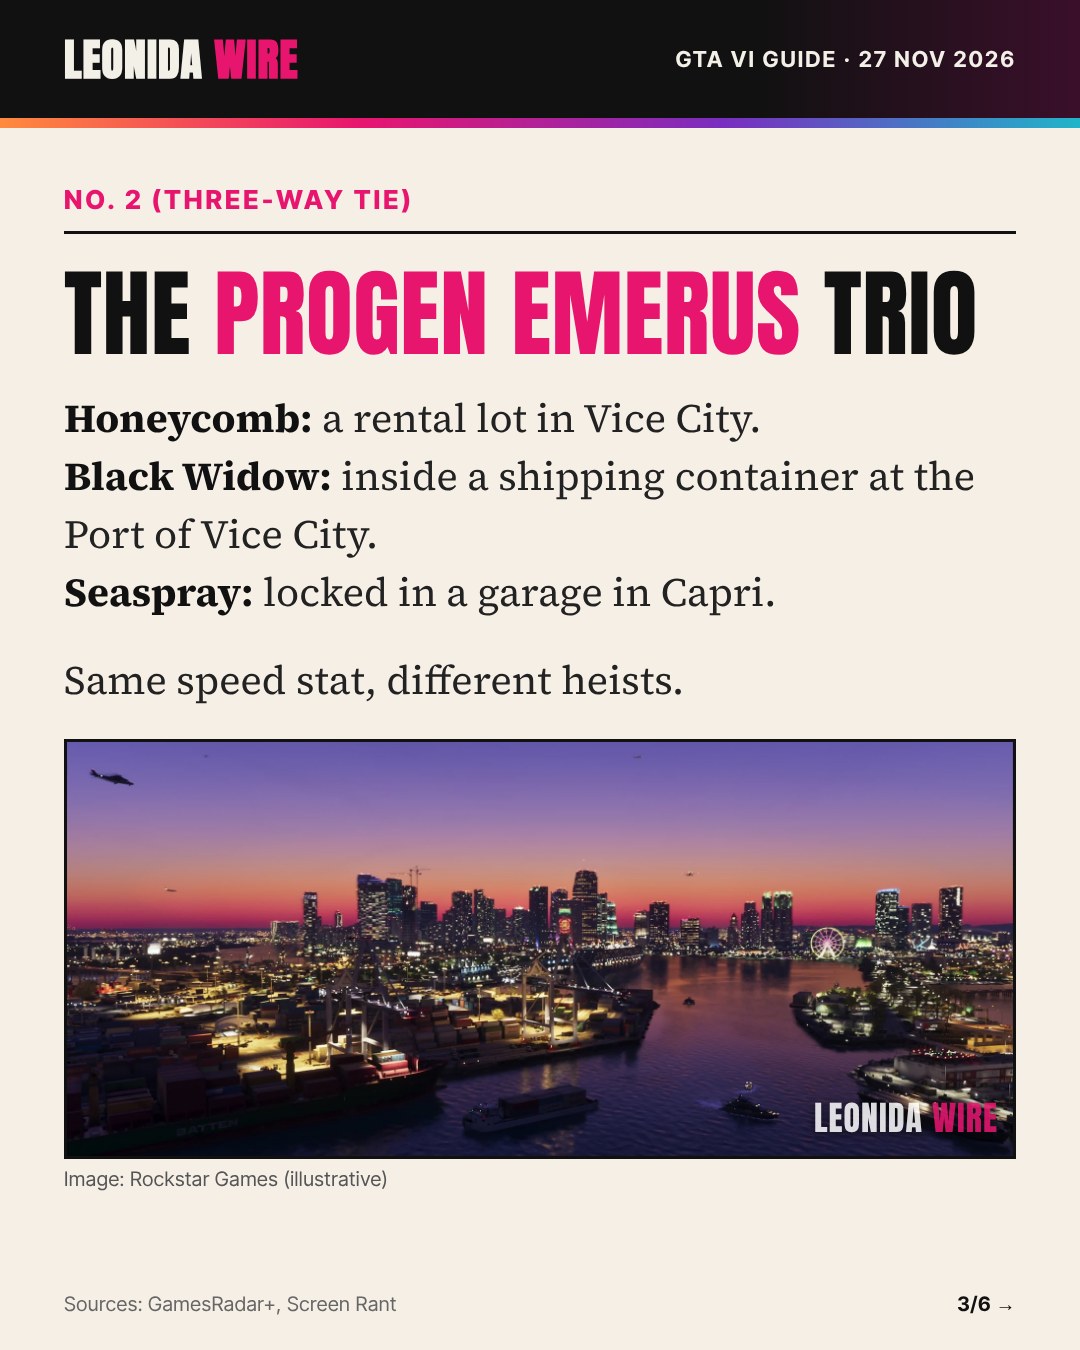 LEONIDA WIRE
GTA VI GUIDE · 27 NOV 2026
NO. 2 (THREE-WAY TIE)
THE PROGEN EMERUS TRIO
Honeycomb: a rental lot in Vice City.
Black Widow: inside a shipping container at the
Port of Vice City.
Seaspray: locked in a garage in Capri.
Same speed stat, different heists.
LEONIDA WIRE
Image: Rockstar Games (illustrative)
Sources: GamesRadar+, Screen Rant
3/6 →